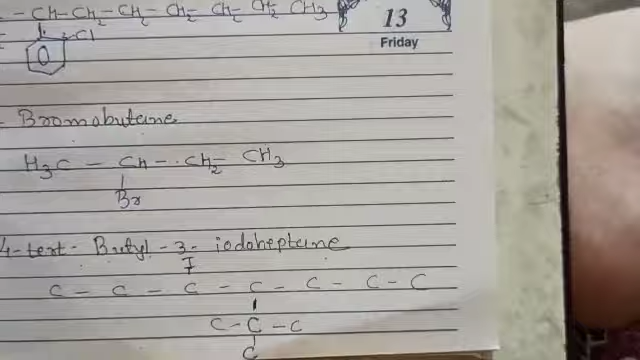 - CH-CH2-CH2-CH2-CH2-CH2-CH3
Cl
13
Friday
- Bromobutane
H3C - CH - CH2 - CH3
Br
4-tert-Butyl-3-iodoheptane
I
C - C - C - C - C - C - C
C-C-C
C